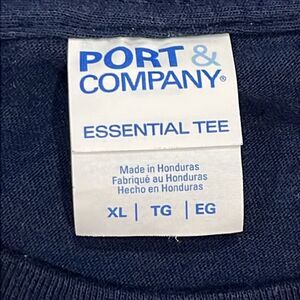 PORT &
COMPANY®
ESSENTIAL TEE
Made in Honduras
Fabriqué au Honduras
Hecho en Honduras
XL | TG | EG